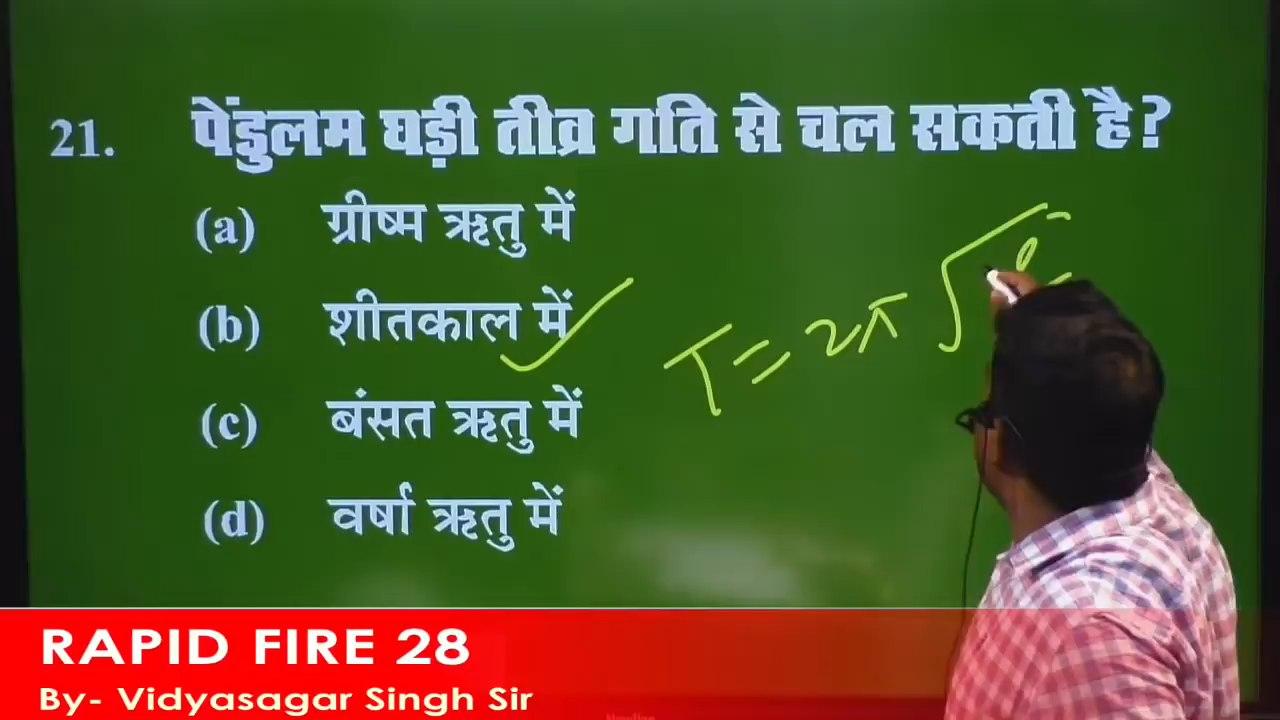 21. पेंडुलम घड़ी तीव्र गति से चल सकती है?
(a) ग्रीष्म ऋतु में
(b) शीतकाल में
T = 2π √l
(c) बंसत ऋतु में
(d) वर्षा ऋतु में
RAPID FIRE 28
By- Vidyasagar Singh Sir